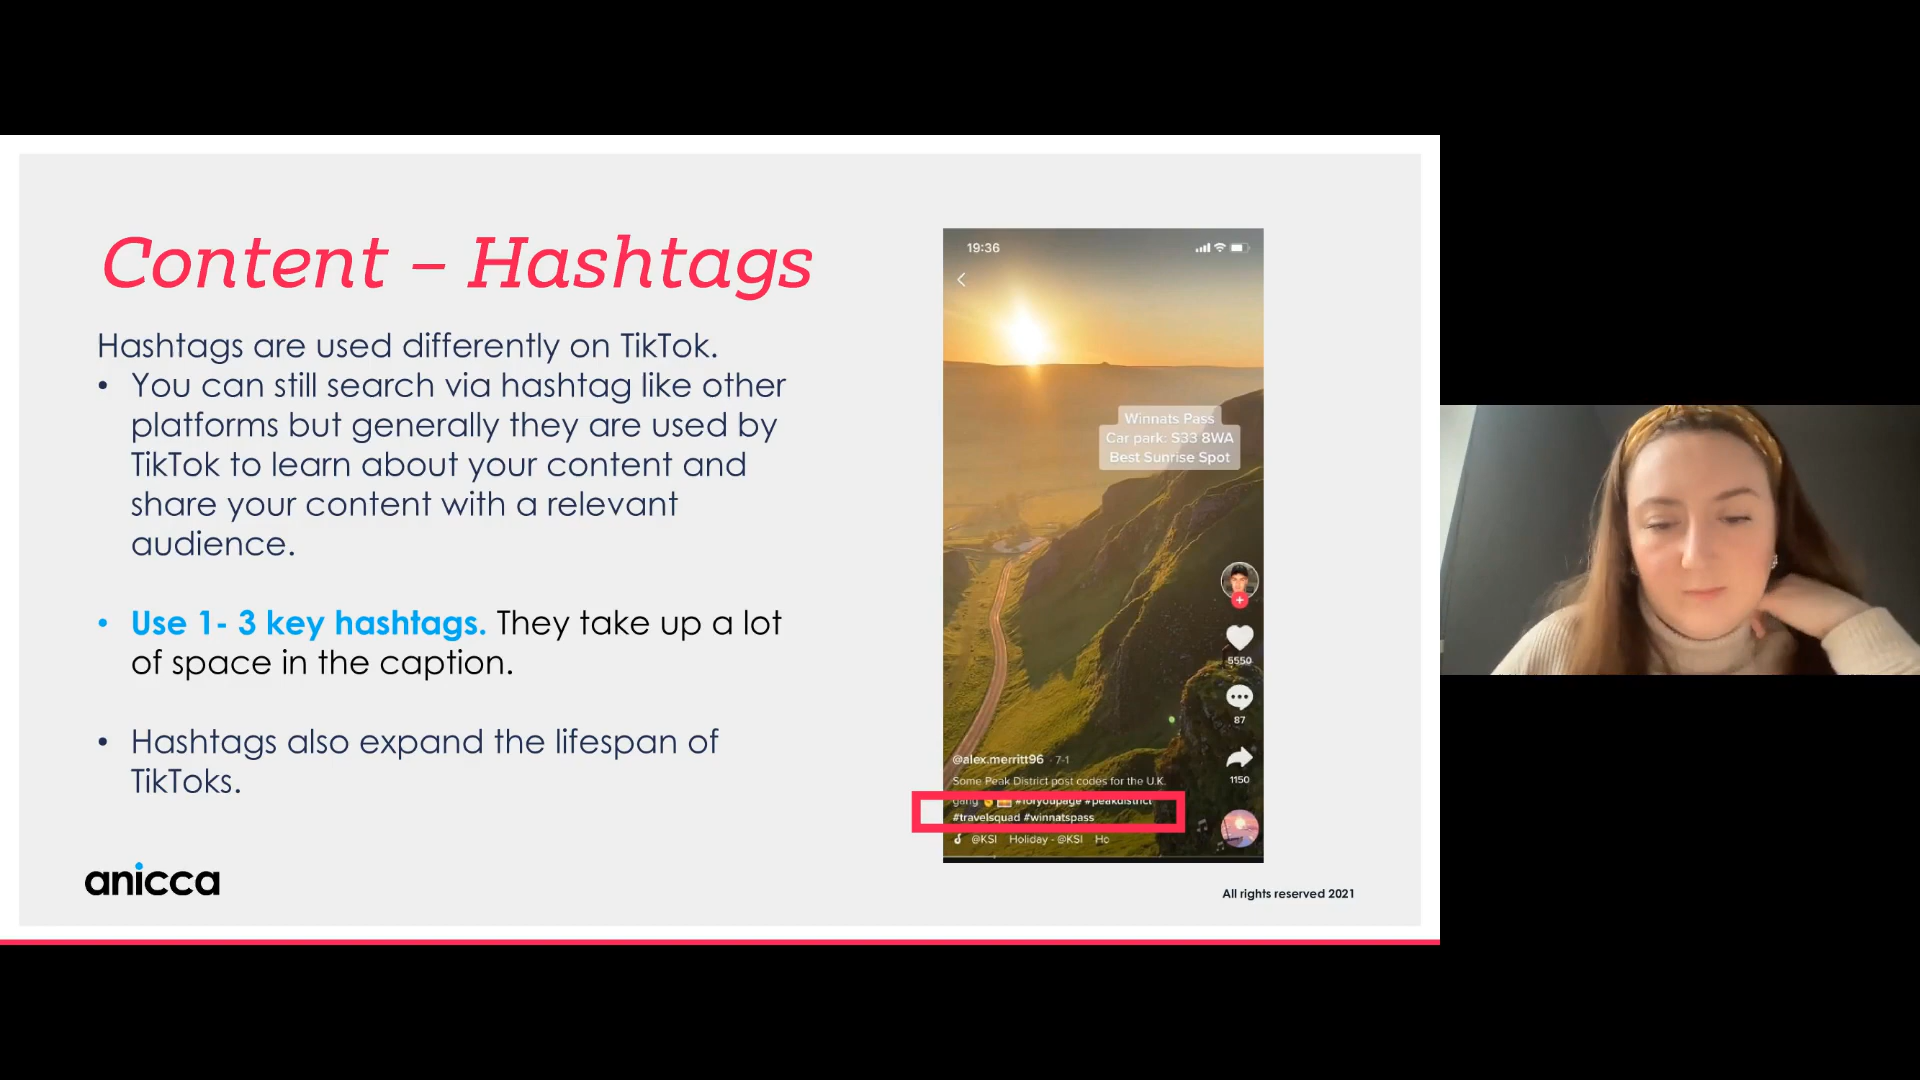 Content – Hashtags
Hashtags are used differently on TikTok.
• You can still search via hashtag like other
platforms but generally they are used by
TikTok to learn about your content and
share your content with a relevant
audience.
• Use 1- 3 key hashtags. They take up a lot
of space in the caption.
• Hashtags also expand the lifespan of
TikToks.
anicca
19:36
Winnats Pass
Car park: S33 8WA
Best Sunrise Spot
5550
87
1150
@alex.merritt96 · 7-1
Some Peak District post codes for the U.K.
gang #foryoupage #peakdistrict
#travelsquad #winnatspass
@KSI Holiday - @KSI Ho
All rights reserved 2021